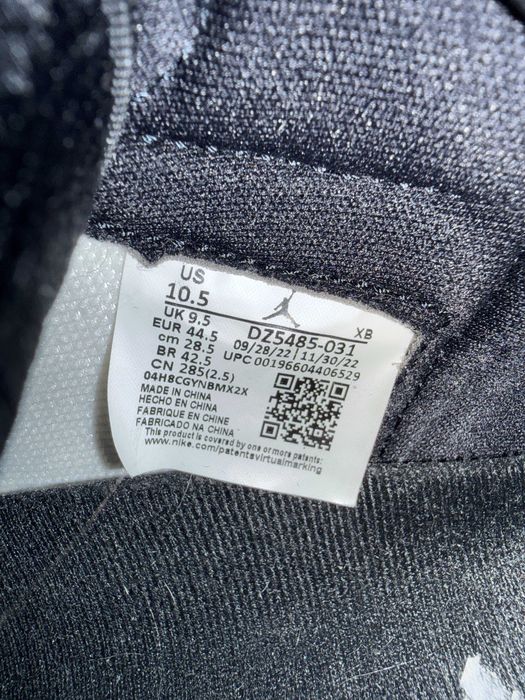 US
10.5
UK 9.5
EUR 44.5
cm 28.5
BR 42.5
CN 285(2.5)
04H8CGYNBMX2X
XB
DZ5485-031
09/28/22 | 11/30/22
UPC 00196604406529
MADE IN CHINA
HECHO EN CHINA
FABRIQUE EN CHINE
FABRICADO NA CHINA
This product is covered by one or more patents:
www.nike.com/patentsvirtualmarking